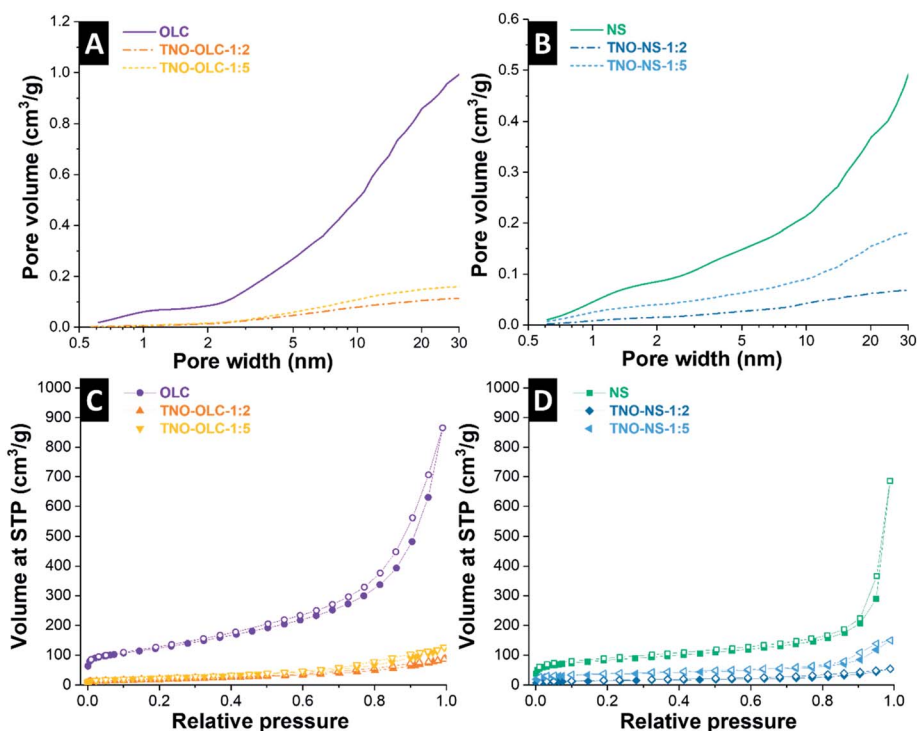 A
OLC
TNO-OLC-1:2
TNO-OLC-1:5
Pore volume (cm³/g)
1.2
1.0
0.8
0.6
0.4
0.2
0.0
0.5 1 2 5 10 20 30
Pore width (nm)
B
NS
TNO-NS-1:2
TNO-NS-1:5
Pore volume (cm³/g)
0.6
0.5
0.4
0.3
0.2
0.1
0.0
0.5 1 2 5 10 20 30
Pore width (nm)
C
OLC
TNO-OLC-1:2
TNO-OLC-1:5
Volume at STP (cm³/g)
1000
900
800
700
600
500
400
300
200
100
0
0.0 0.2 0.4 0.6 0.8 1.0
Relative pressure
D
NS
TNO-NS-1:2
TNO-NS-1:5
Volume at STP (cm³/g)
1000
900
800
700
600
500
400
300
200
100
0
0.0 0.2 0.4 0.6 0.8 1.0
Relative pressure